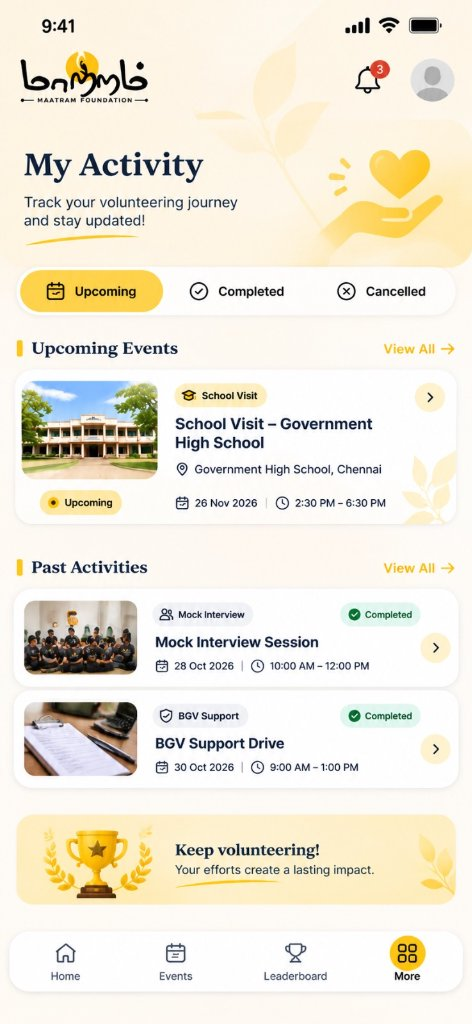 9:41
மாற்றம்
MAATRAM FOUNDATION
3
My Activity
Track your volunteering journey
and stay updated!
Upcoming
Completed
Cancelled
Upcoming Events
View All →
School Visit
School Visit – Government
High School
Government High School, Chennai
Upcoming
26 Nov 2026 | 2:30 PM – 6:30 PM
Past Activities
View All →
Mock Interview
Completed
Mock Interview Session
28 Oct 2026 | 10:00 AM – 12:00 PM
BGV Support
Completed
BGV Support Drive
30 Oct 2026 | 9:00 AM – 1:00 PM
Keep volunteering!
Your efforts create a lasting impact.
Home
Events
Leaderboard
More